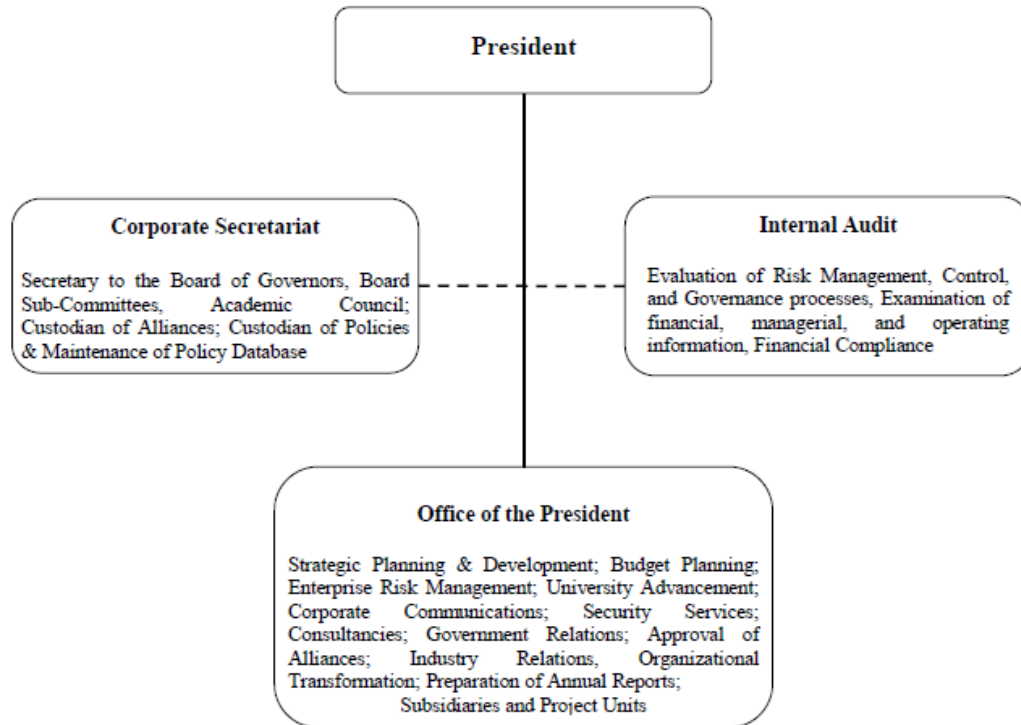 President
Corporate Secretariat
Secretary to the Board of Governors, Board
Sub-Committees, Academic Council;
Custodian of Alliances; Custodian of Policies
& Maintenance of Policy Database
Internal Audit
Evaluation of Risk Management, Control,
and Governance processes, Examination of
financial, managerial, and operating
information, Financial Compliance
Office of the President
Strategic Planning & Development; Budget Planning;
Enterprise Risk Management; University Advancement;
Corporate Communications; Security Services;
Consultancies; Government Relations; Approval of
Alliances; Industry Relations, Organizational
Transformation; Preparation of Annual Reports;
Subsidiaries and Project Units